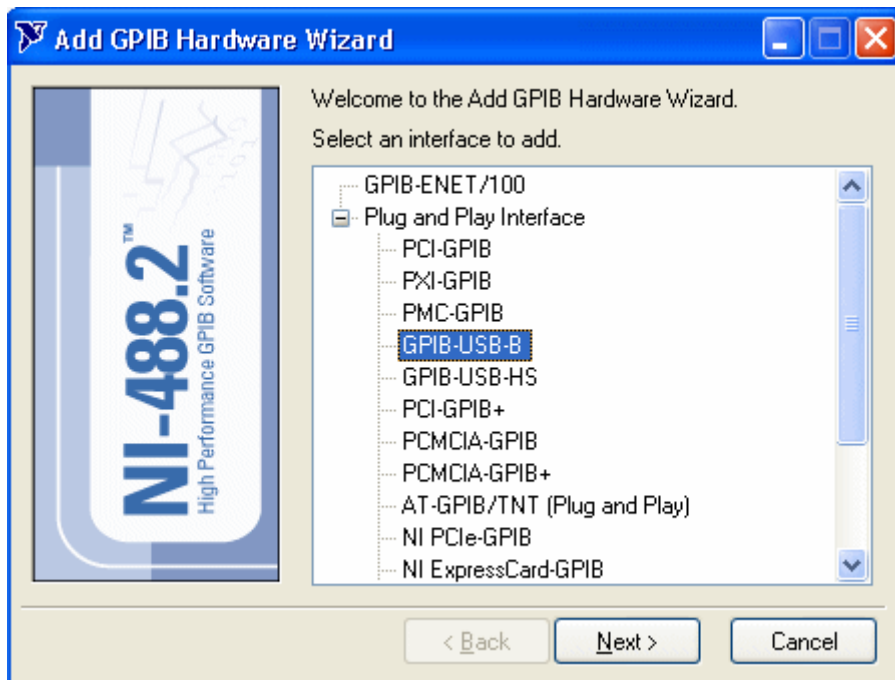 Add GPIB Hardware Wizard
Welcome to the Add GPIB Hardware Wizard.
Select an interface to add.
GPIB-ENET/100
Plug and Play Interface
PCI-GPIB
PXI-GPIB
PMC-GPIB
GPIB-USB-B
GPIB-USB-HS
PCI-GPIB+
PCMCIA-GPIB
PCMCIA-GPIB+
AT-GPIB/TNT (Plug and Play)
NI PCIe-GPIB
NI ExpressCard-GPIB
NI-488.2™
High Performance GPIB Software
< Back
Next >
Cancel